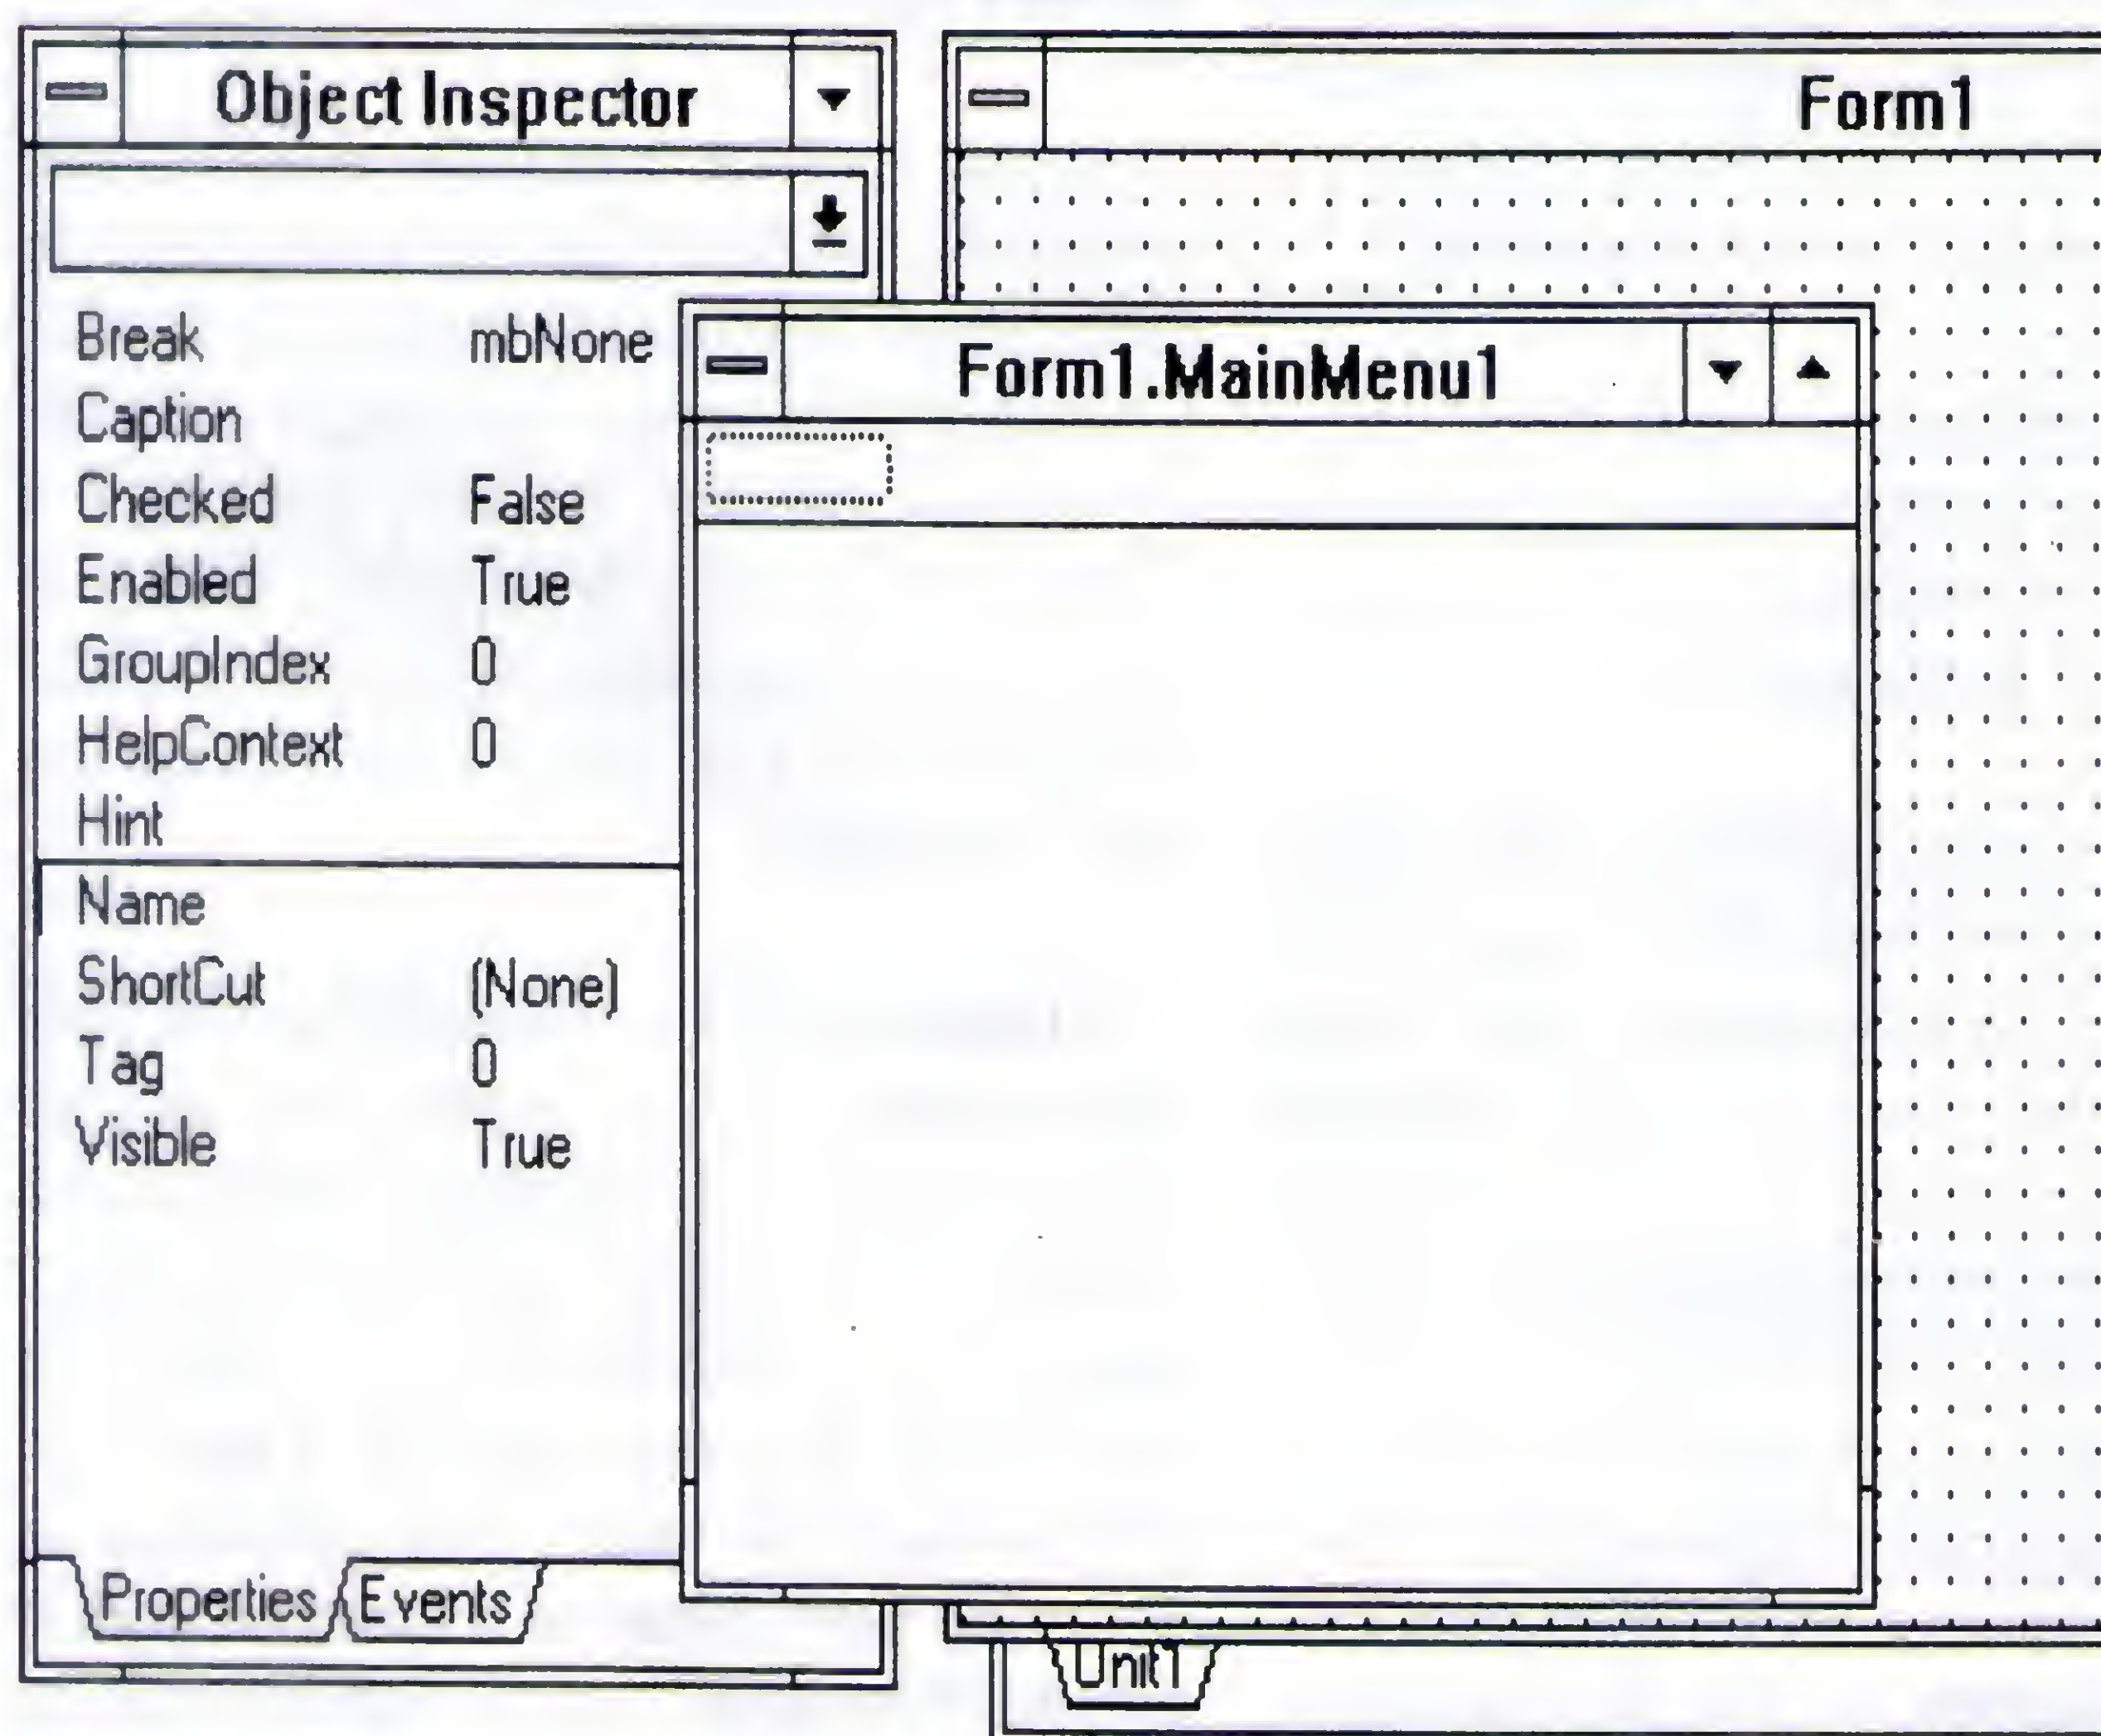 Object Inspector
Form1
Break mbNone
Form1.MainMenu1
Caption
Checked False
Enabled True
GroupIndex 0
HelpContext 0
Hint
Name
ShortCut (None)
Tag 0
Visible True
Properties Events
Unit1